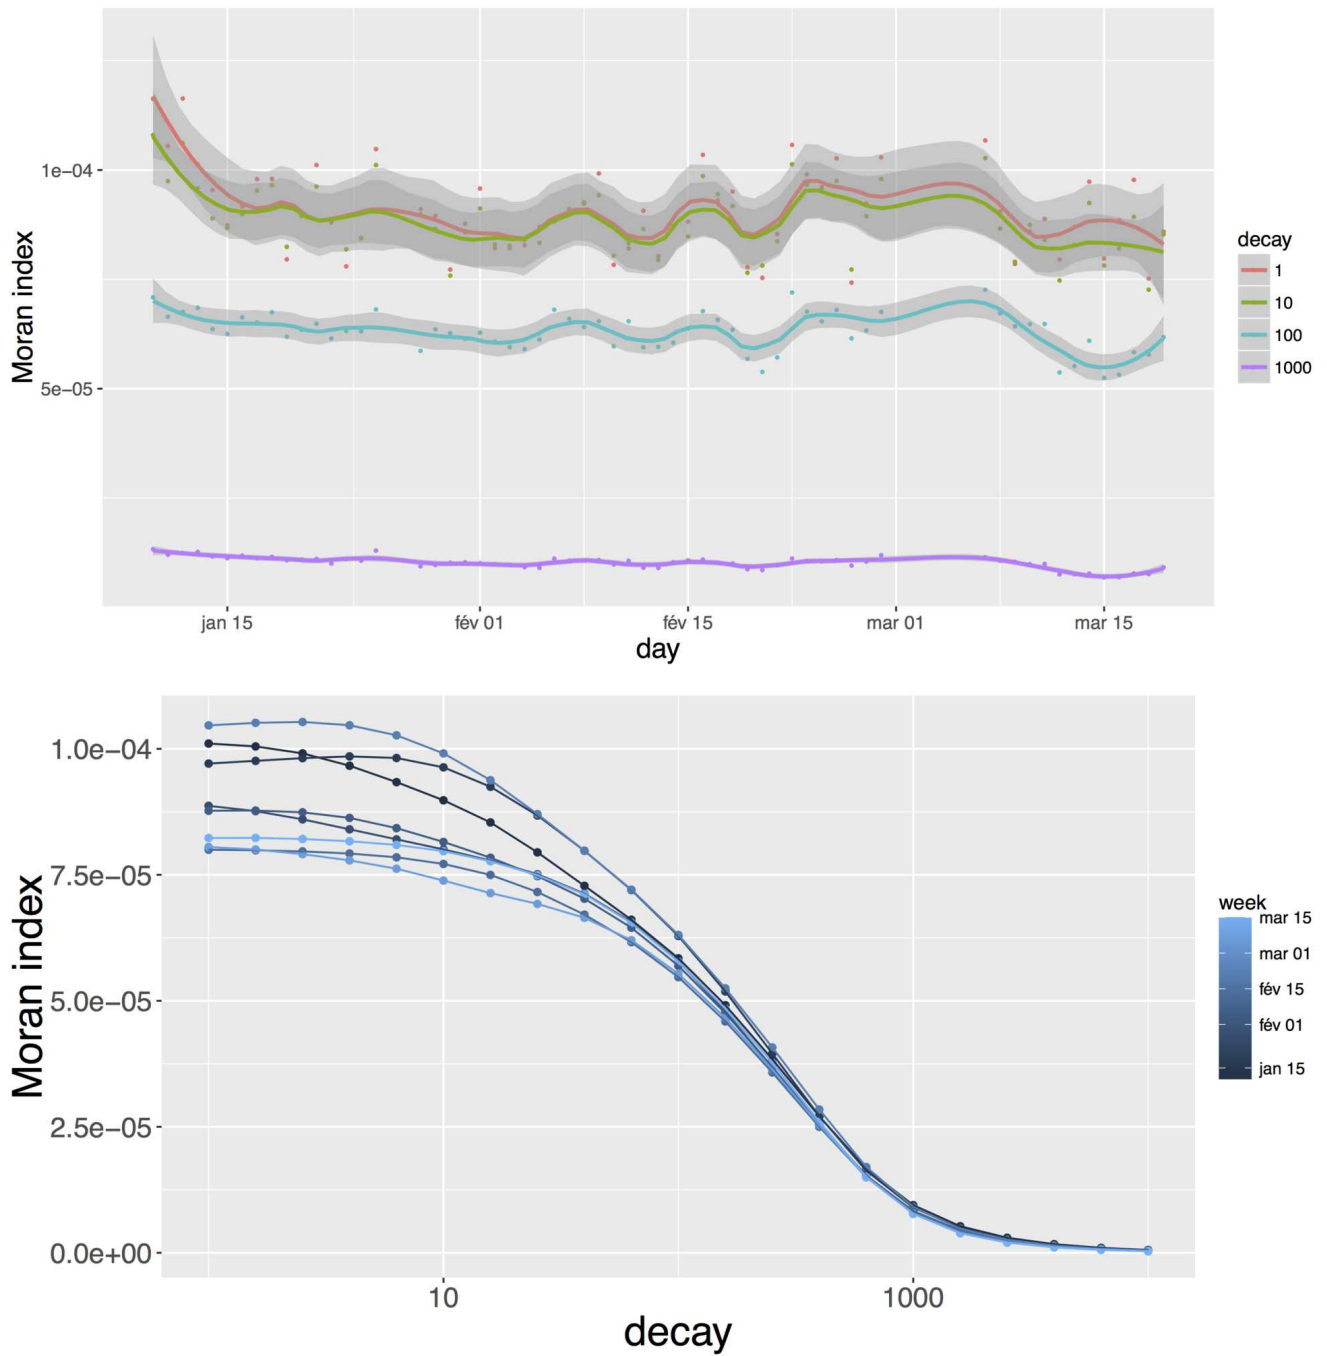 1e−04
5e−05
Moran index
jan 15
fév 01
fév 15
mar 01
mar 15
day
decay
1
10
100
1000
1.0e−04
7.5e−05
5.0e−05
2.5e−05
0.0e+00
Moran index
10
1000
decay
week
mar 15
mar 01
fév 15
fév 01
jan 15